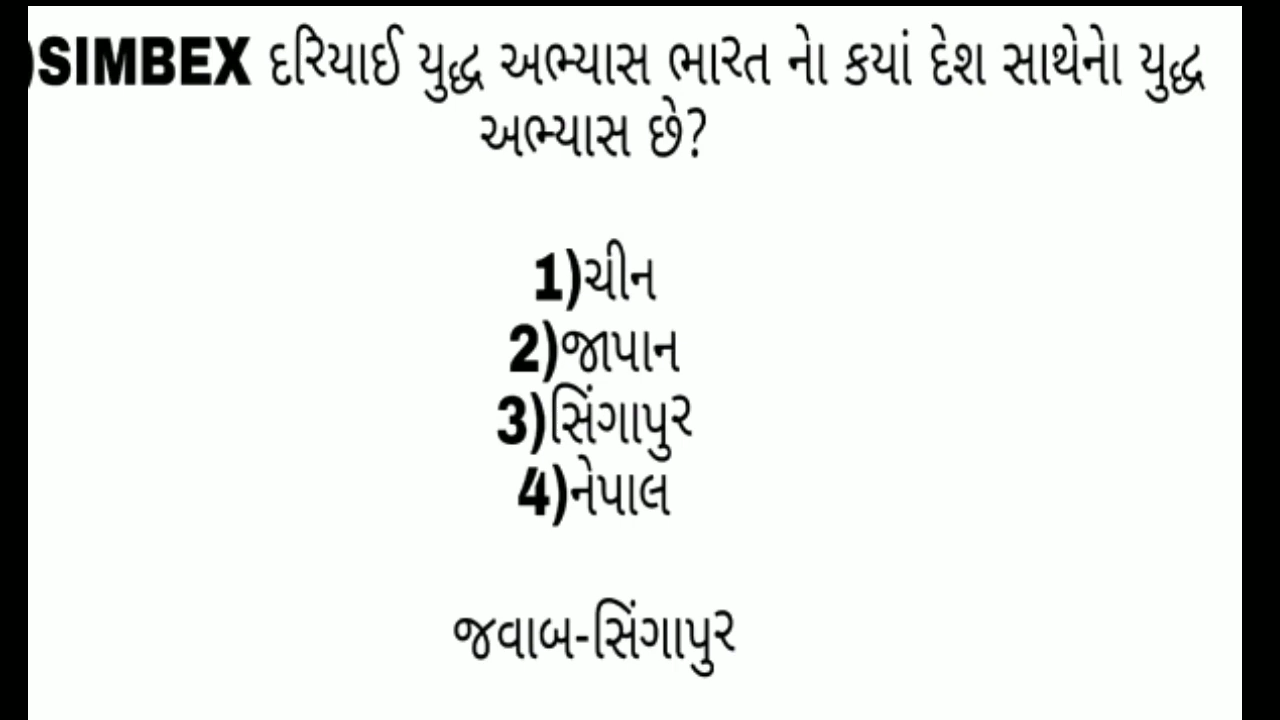 )SIMBEX દરિયાઈ યુદ્ધ અભ્યાસ ભારત નો કયાં દેશ સાથેનો યુદ્ધ
અભ્યાસ છે?
1)ચીન
2)જાપાન
3)સિંગાપુર
4)નેપાલ
જવાબ-સિંગાપુર